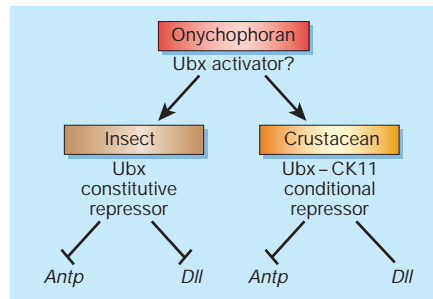 Onychophoran
Ubx activator?
Insect
Crustacean
Ubx
constitutive
repressor
Ubx – CK11
conditional
repressor
Antp
Dll
Antp
Dll